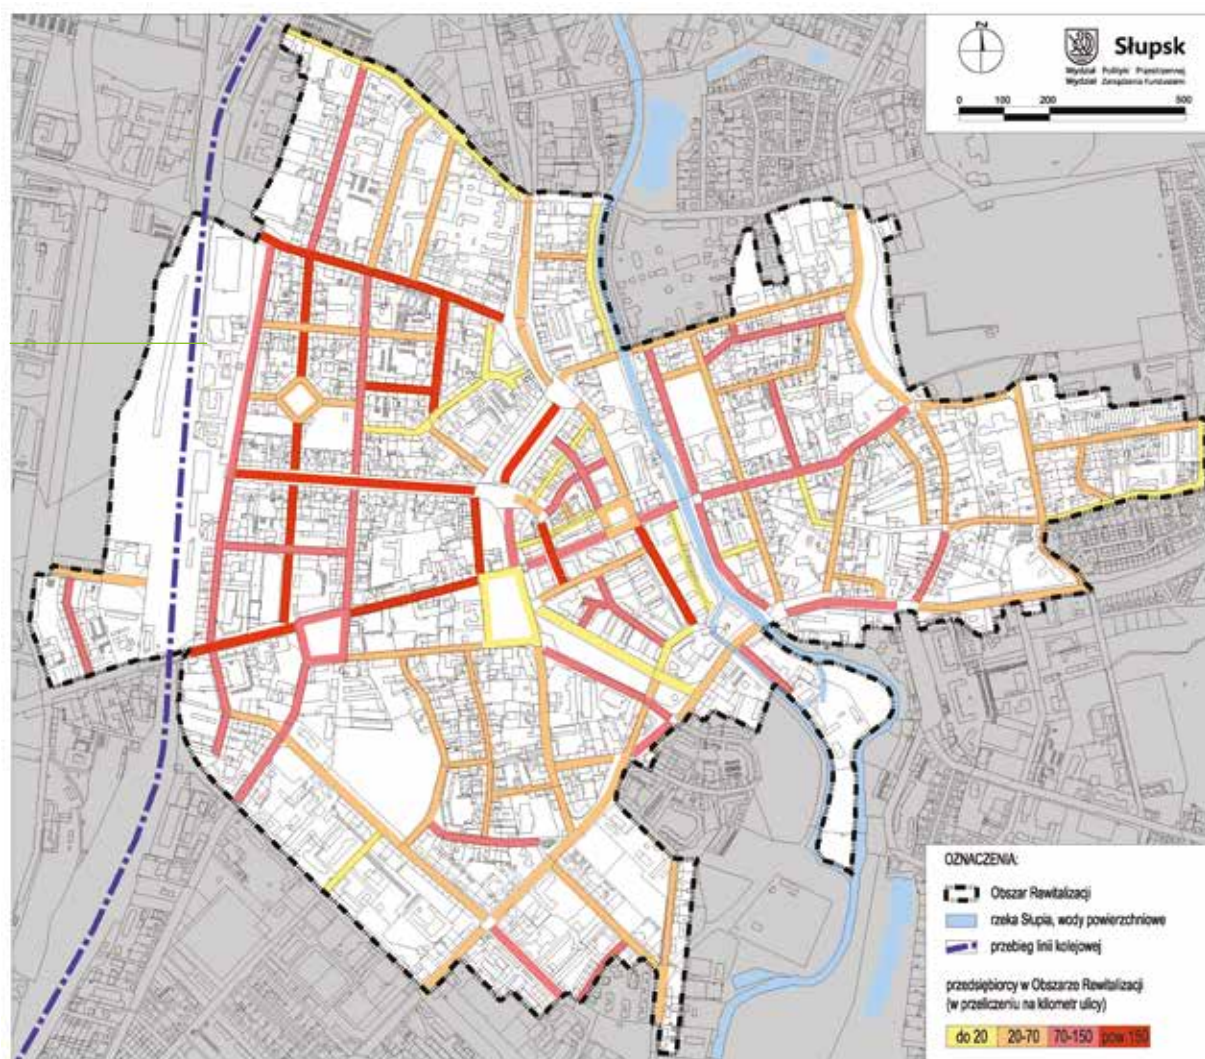 N
Słupsk
Wydział Polityki Przestrzennej
Wydział Zarządzania Funduszami
0 100 200 500
OZNACZENIA:
Obszar Rewitalizacji
rzeka Słupia, wody powierzchniowe
przebieg linii kolejowej
przedsiębiorcy w Obszarze Rewitalizacji
(w przeliczeniu na kilometr ulicy)
do 20 20-70 70-150 pow.150